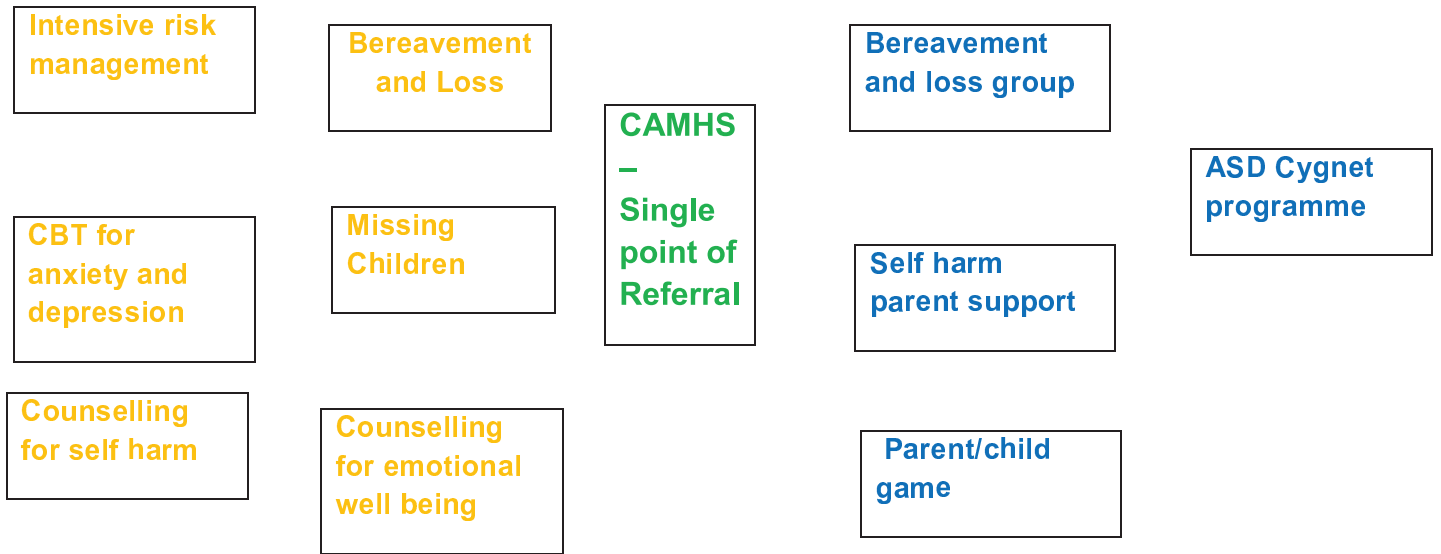 Intensive risk
management
Bereavement
and Loss
Bereavement
and loss group
CAMHS
–
Single
point of
Referral
ASD Cygnet
programme
CBT for
anxiety and
depression
Missing
Children
Self harm
parent support
Counselling
for self harm
Counselling
for emotional
well being
Parent/child
game